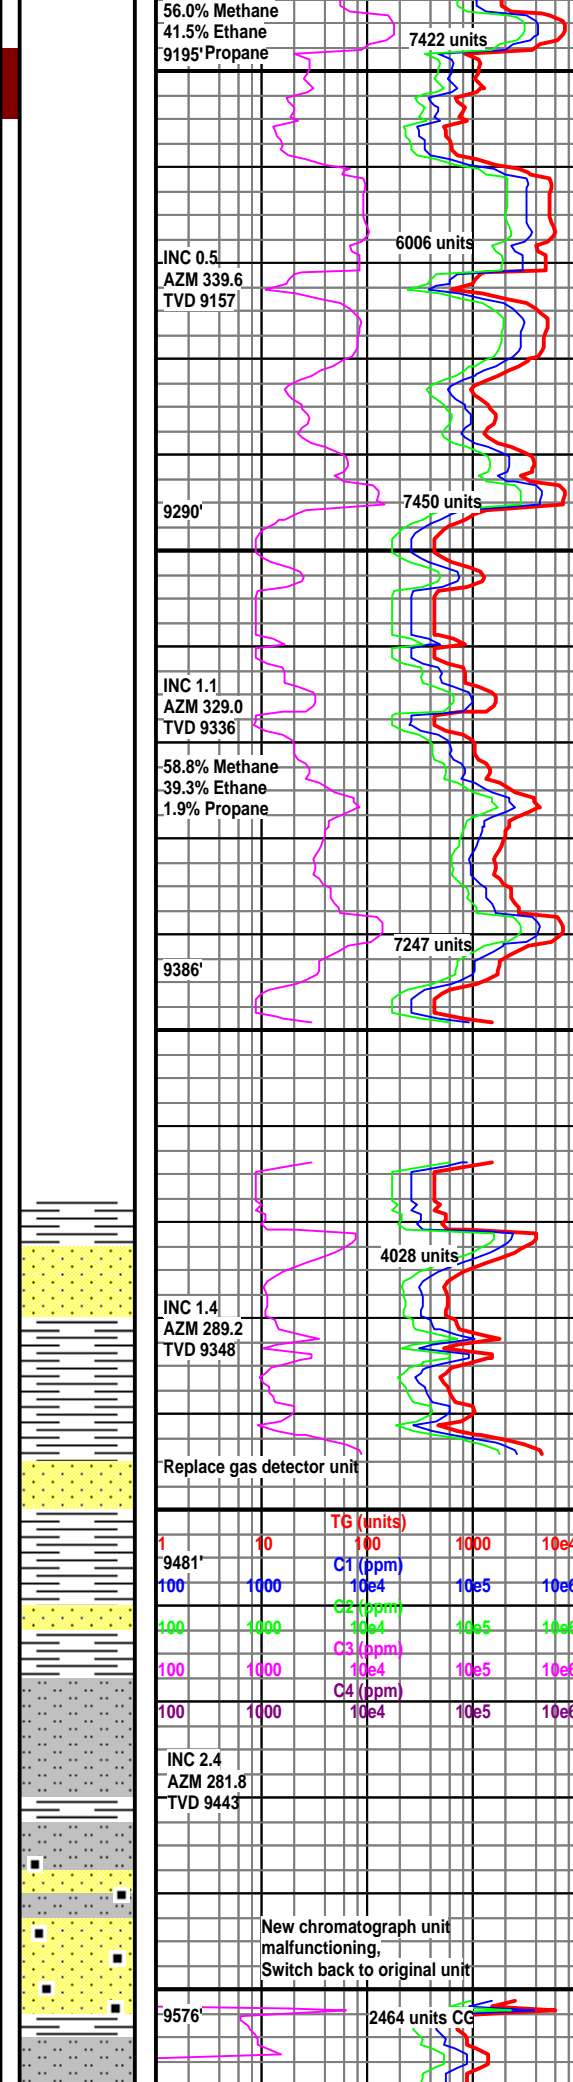 56.0% Methane
41.5% Ethane
7422 units
9195' Propane
6006 units
INC 0.5
AZM 339.6
TVD 9157
7450 units
9290'
INC 1.1
AZM 329.0
TVD 9336
58.8% Methane
39.3% Ethane
1.9% Propane
7247 units
9386'
4028 units
INC 1.4
AZM 289.2
TVD 9348
Replace gas detector unit
TG (units)
1 10 100 1000 10e4
9481' C1 (ppm)
100 1000 10e4 10e5 10e6
C2 (ppm)
100 1000 10e4 10e5 10e6
C3 (ppm)
100 1000 10e4 10e5 10e6
C4 (ppm)
100 1000 10e4 10e5 10e6
INC 2.4
AZM 281.8
TVD 9443
New chromatograph unit
malfunctioning,
Switch back to original unit
9576' 2464 units CG